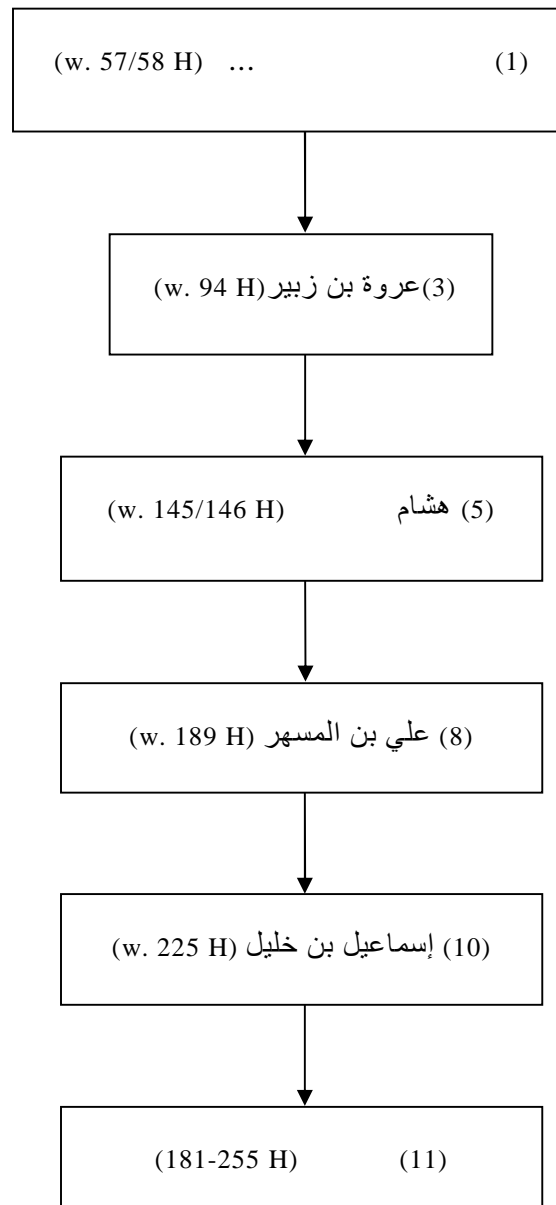 (1) ... (w. 57/58 H)
(3)عروة بن زبير(w. 94 H)
(5) هشام (w. 145/146 H)
(8) علي بن المسهر (w. 189 H)
(10) إسماعيل بن خليل (w. 225 H)
(11) (181-255 H)